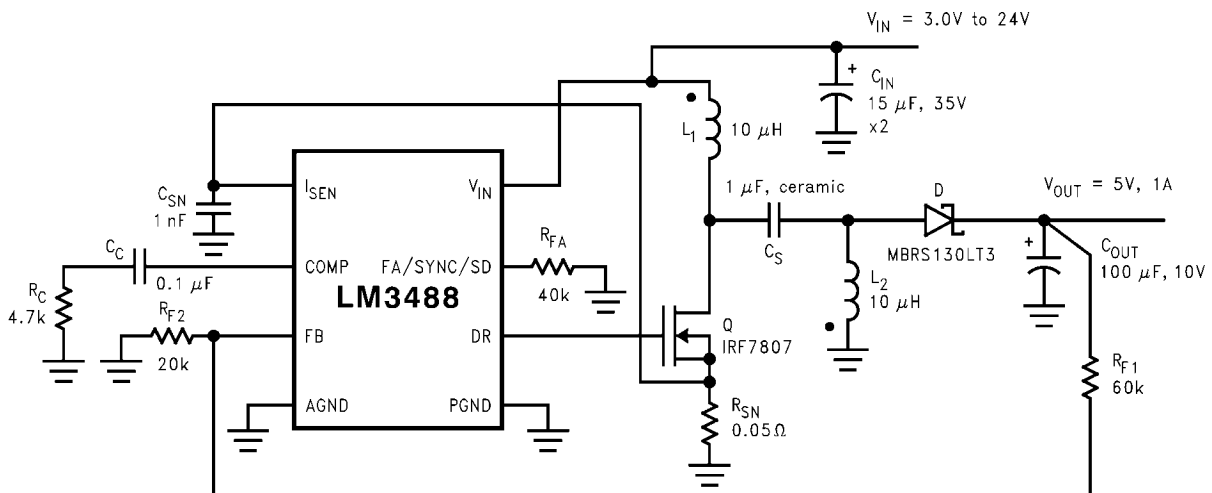 V_IN = 3.0V to 24V
C_IN
15 μF, 35V
x2
L_1
10 μH
I_SEN
V_IN
C_SN
1 nF
1 μF, ceramic
C_S
D
MBRS130LT3
V_OUT = 5V, 1A
C_OUT
100 μF, 10V
C_C
0.1 μF
COMP
FA/SYNC/SD
R_FA
40k
LM3488
R_C
4.7k
L_2
10 μH
R_F2
20k
FB
DR
Q
IRF7807
R_F1
60k
AGND
PGND
R_SN
0.05Ω
+
+